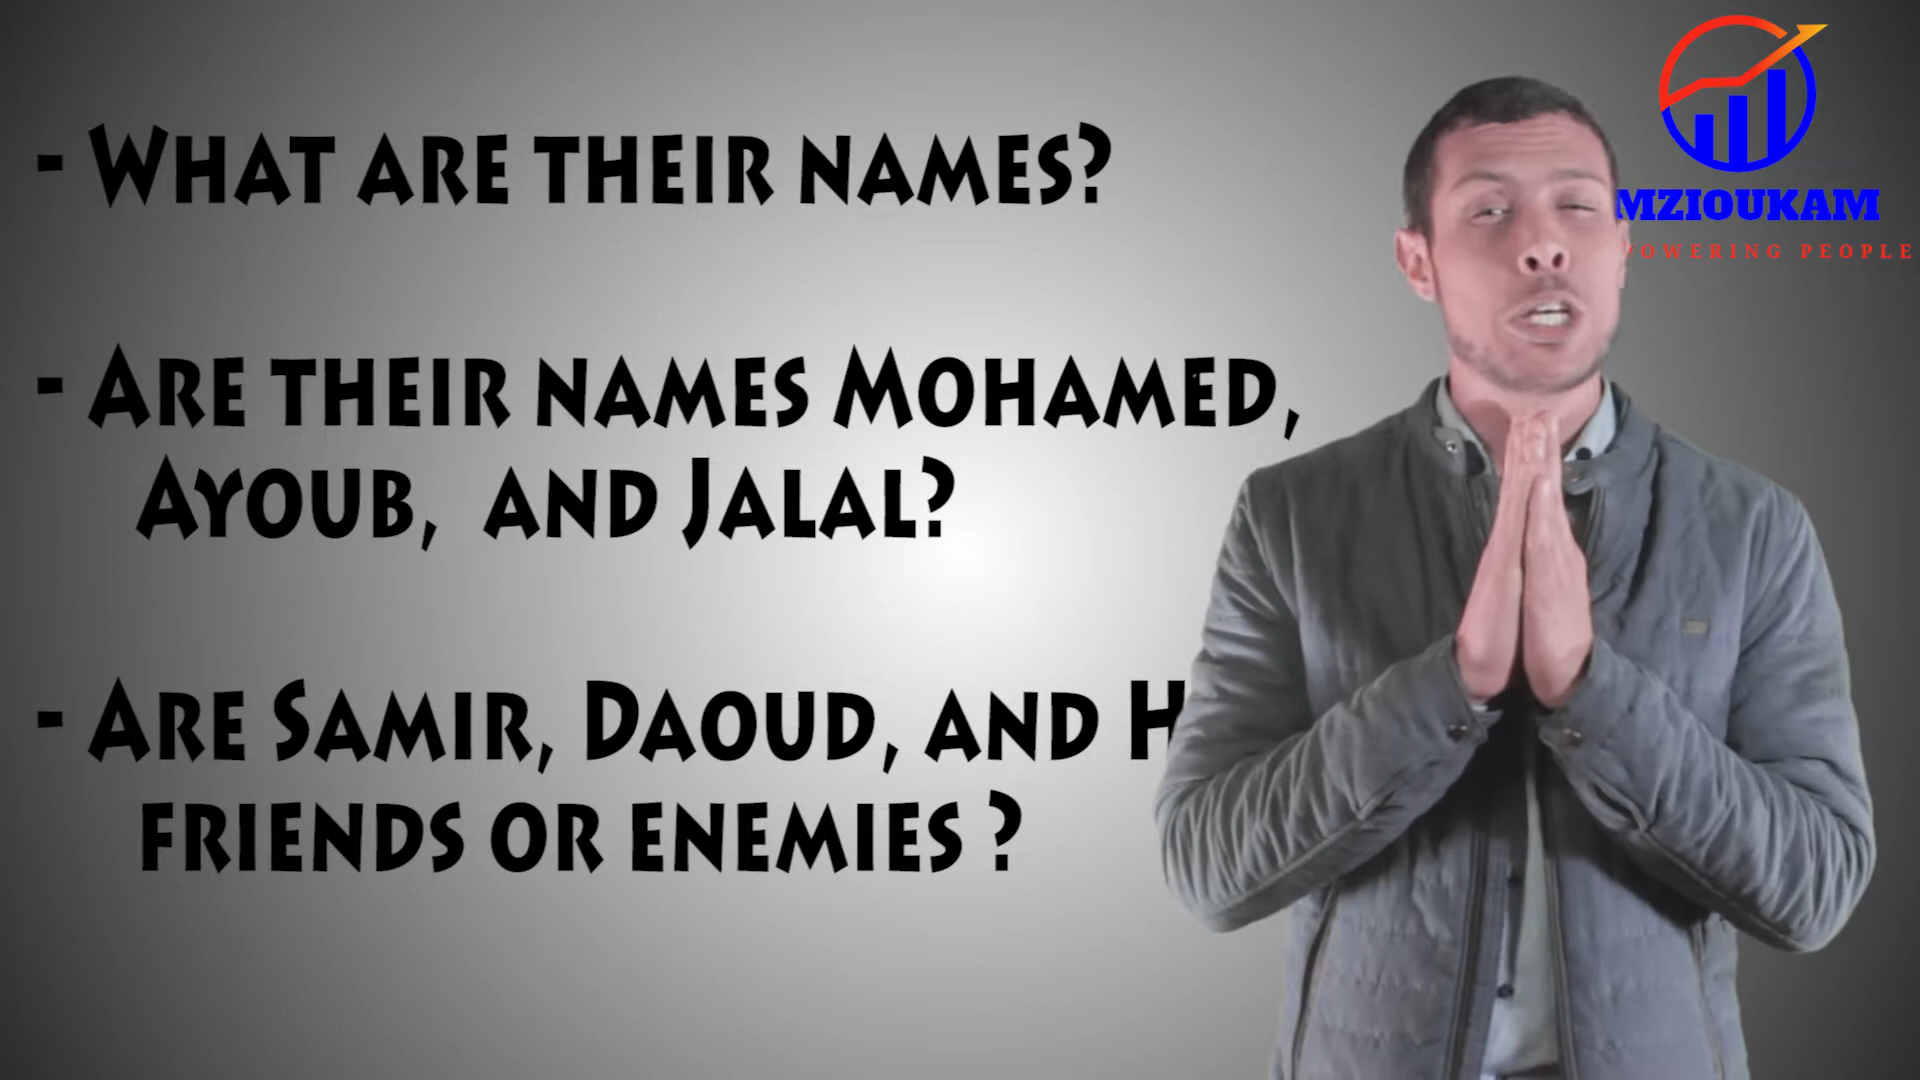 - What are their names?
- Are their names Mohamed,
Ayoub, and Jalal?
- Are Samir, Daoud, and
friends or enemies ?
MZIOUKAM
PEOPLE